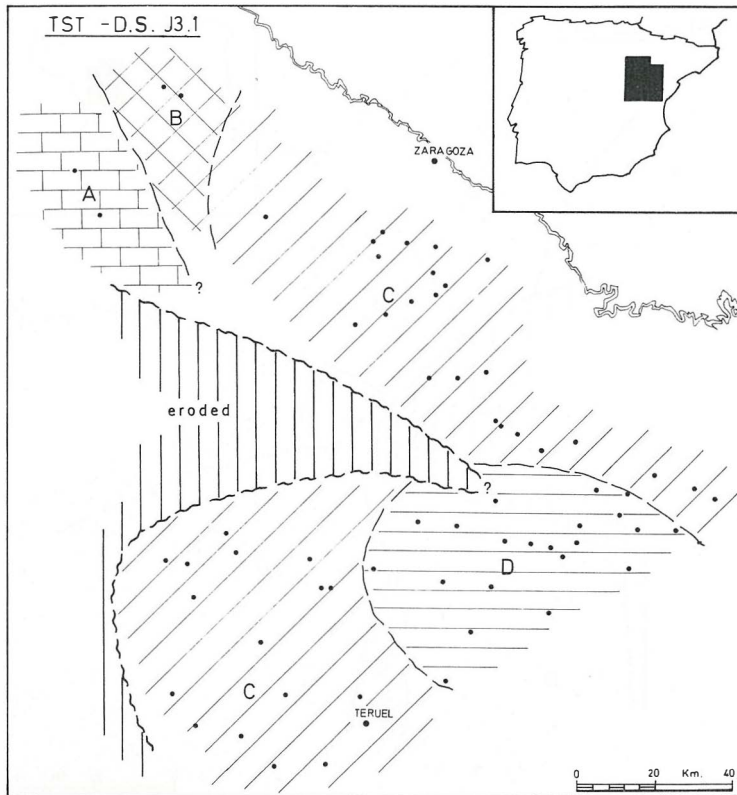 TST - D.S. J3.1
B
ZARAGOZA
A
?
C
eroded
?
D
C
TERUEL
0 20 Km. 40